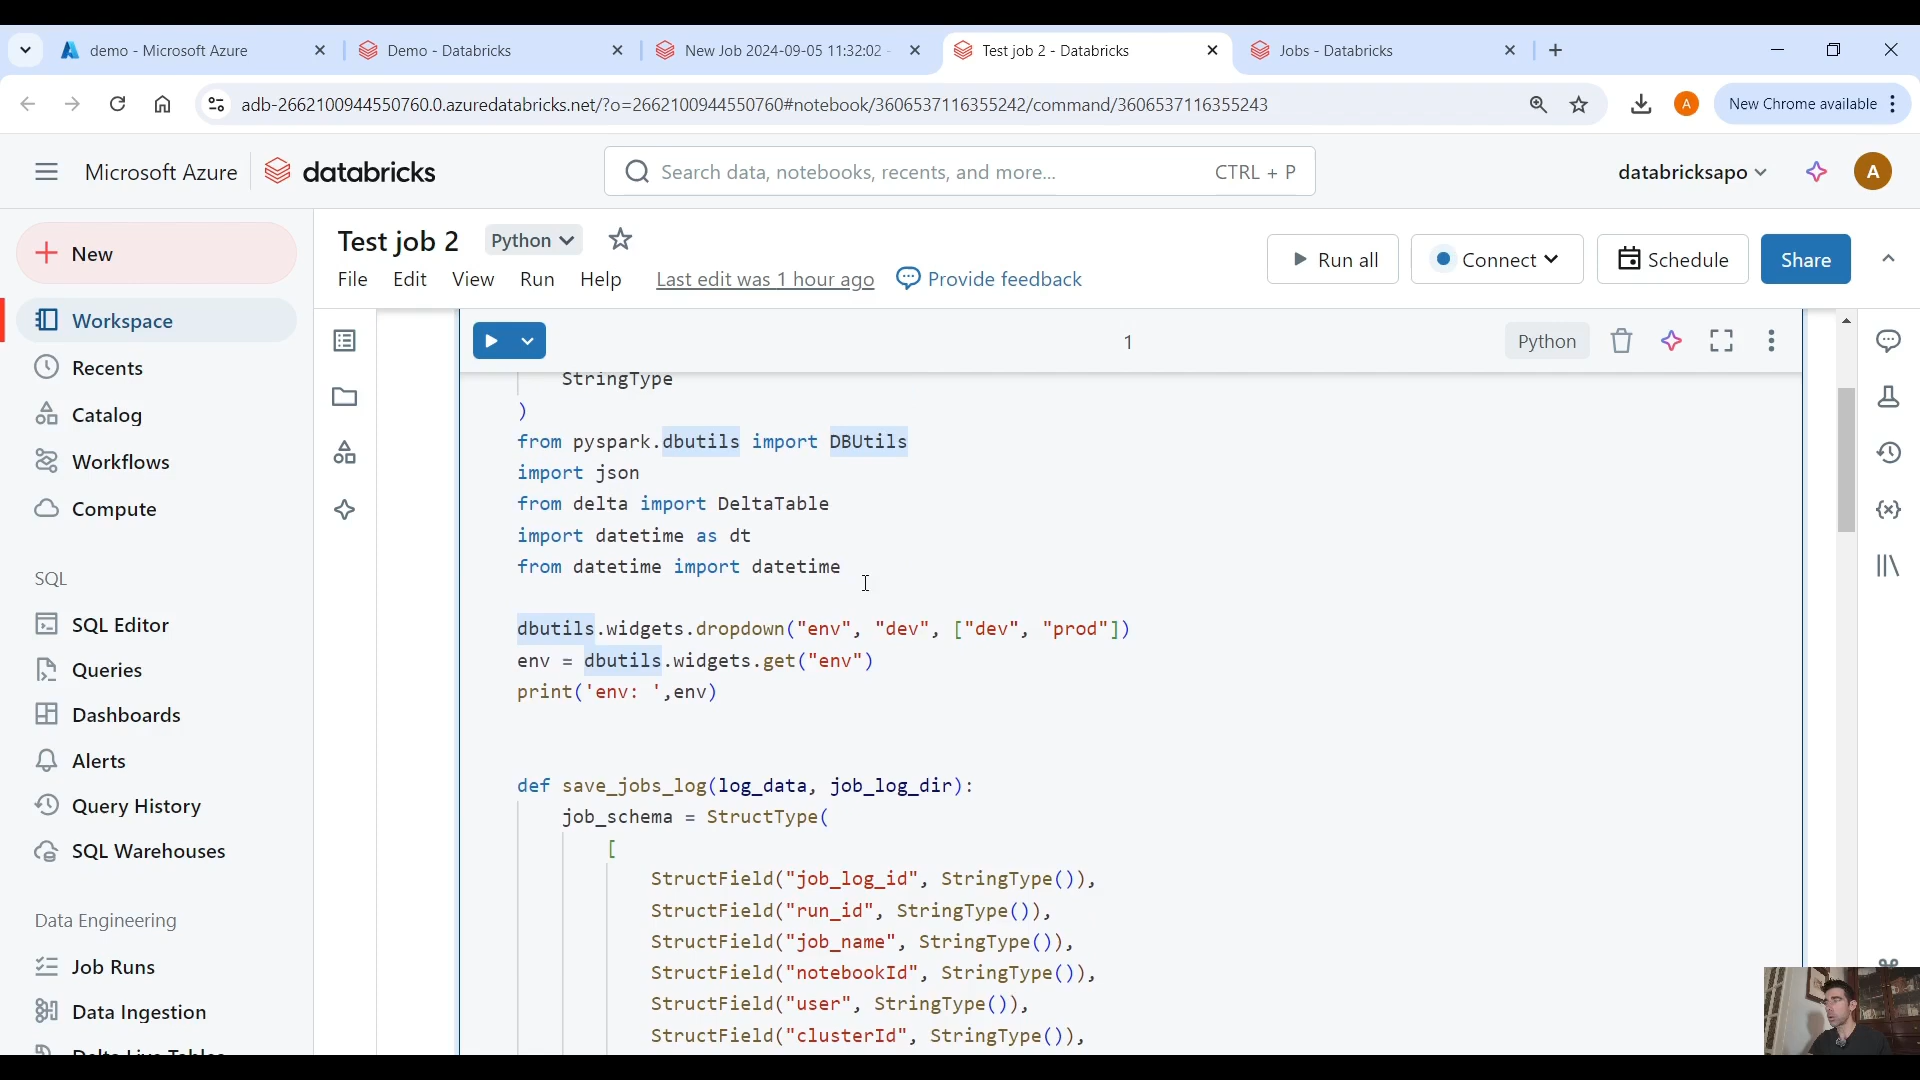 demo - Microsoft Azure
Demo - Databricks
New Job 2024-09-05 11:32:02 -
Test job 2 - Databricks
Jobs - Databricks
adb-2662100944550760.0.azuredatabricks.net/?o=2662100944550760#notebook/3606537116355242/command/3606537116355243
A
New Chrome available
Microsoft Azure
databricks
Search data, notebooks, recents, and more...
CTRL + P
databricksapo
A
New
Workspace
Recents
Catalog
Workflows
Compute
SQL
SQL Editor
Queries
Dashboards
Alerts
Query History
SQL Warehouses
Data Engineering
Job Runs
Data Ingestion
Delta Live Tables
Test job 2
Python
File
Edit
View
Run
Help
Last edit was 1 hour ago
Provide feedback
Run all
Connect
Schedule
Share
1
Python
StringType
)
from pyspark.dbutils import DBUtils
import json
from delta import DeltaTable
import datetime as dt
from datetime import datetime
dbutils.widgets.dropdown("env", "dev", ["dev", "prod"])
env = dbutils.widgets.get("env")
print('env: ',env)
def save_jobs_log(log_data, job_log_dir):
job_schema = StructType(
[
StructField("job_log_id", StringType()),
StructField("run_id", StringType()),
StructField("job_name", StringType()),
StructField("notebookId", StringType()),
StructField("user", StringType()),
StructField("clusterId", StringType()),